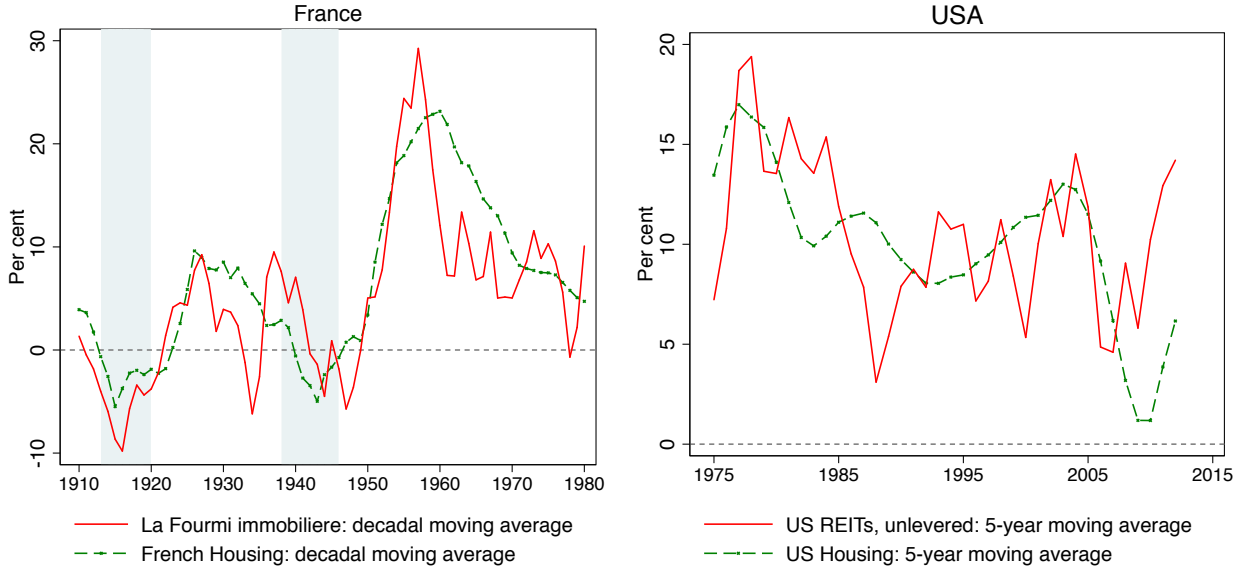 France
Per cent
30
20
10
0
-10
1910 1920 1930 1940 1950 1960 1970 1980
La Fourmi immobiliere: decadal moving average
French Housing: decadal moving average
USA
Per cent
20
15
10
5
0
1975 1985 1995 2005 2015
US REITs, unlevered: 5-year moving average
US Housing: 5-year moving average